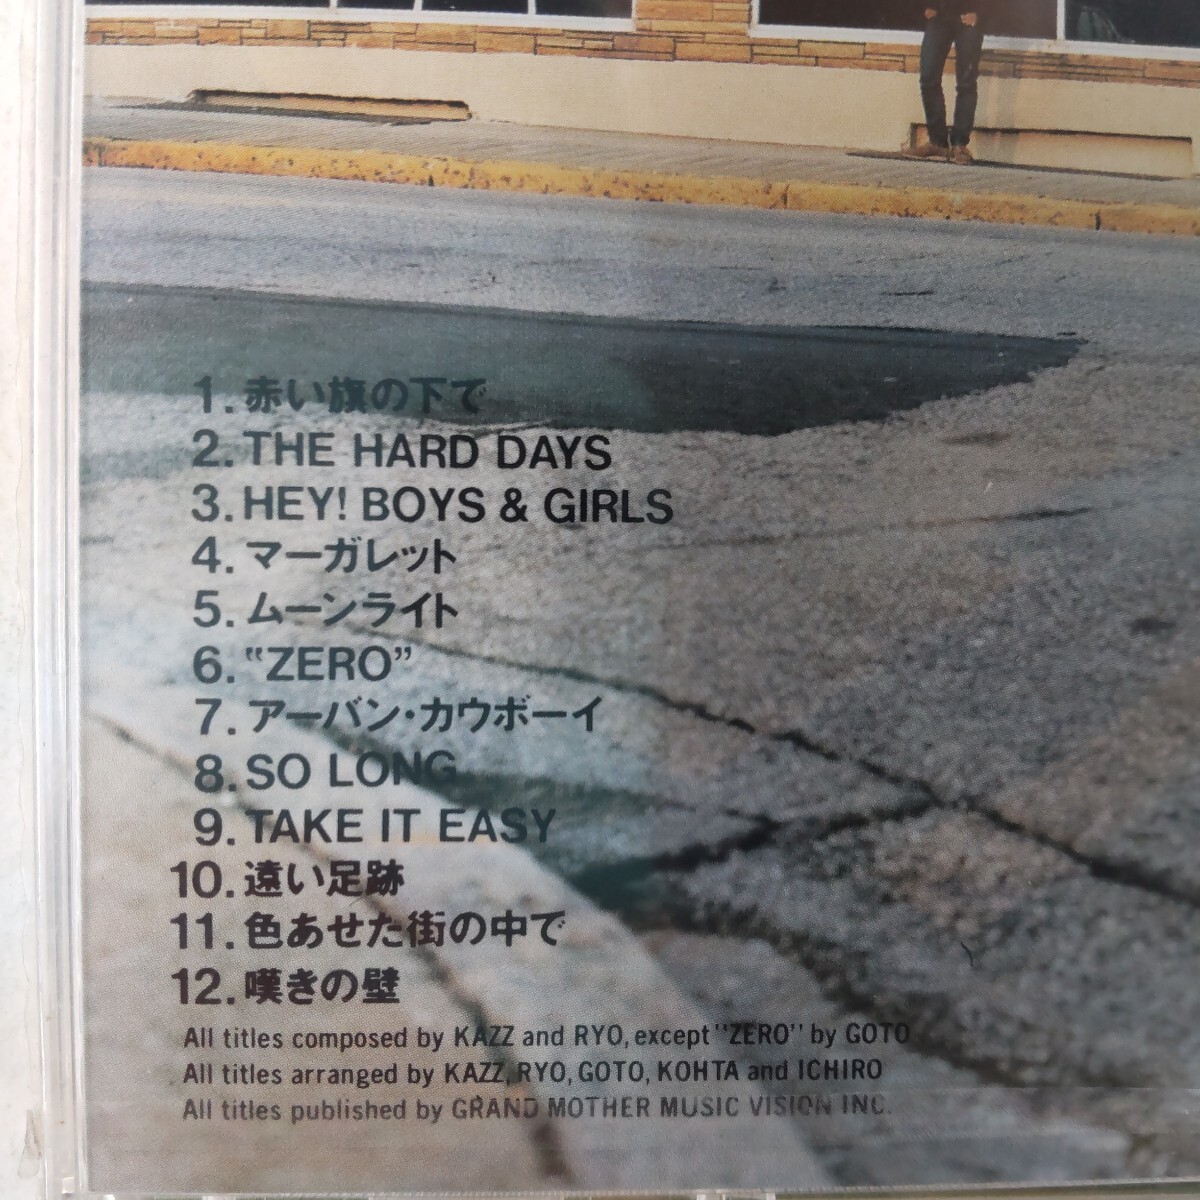 1. 赤い旗の下で
2. THE HARD DAYS
3. HEY! BOYS & GIRLS
4. マーガレット
5. ムーンライト
6. “ZERO”
7. アーバン・カウボーイ
8. SO LONG
9. TAKE IT EASY
10. 遠い足跡
11. 色あせた街の中で
12. 嘆きの壁
All titles composed by KAZZ and RYO, except "ZERO" by GOTO
All titles arranged by KAZZ, RYO, GOTO, KOHTA and ICHIRO
All titles published by GRAND MOTHER MUSIC VISION INC.